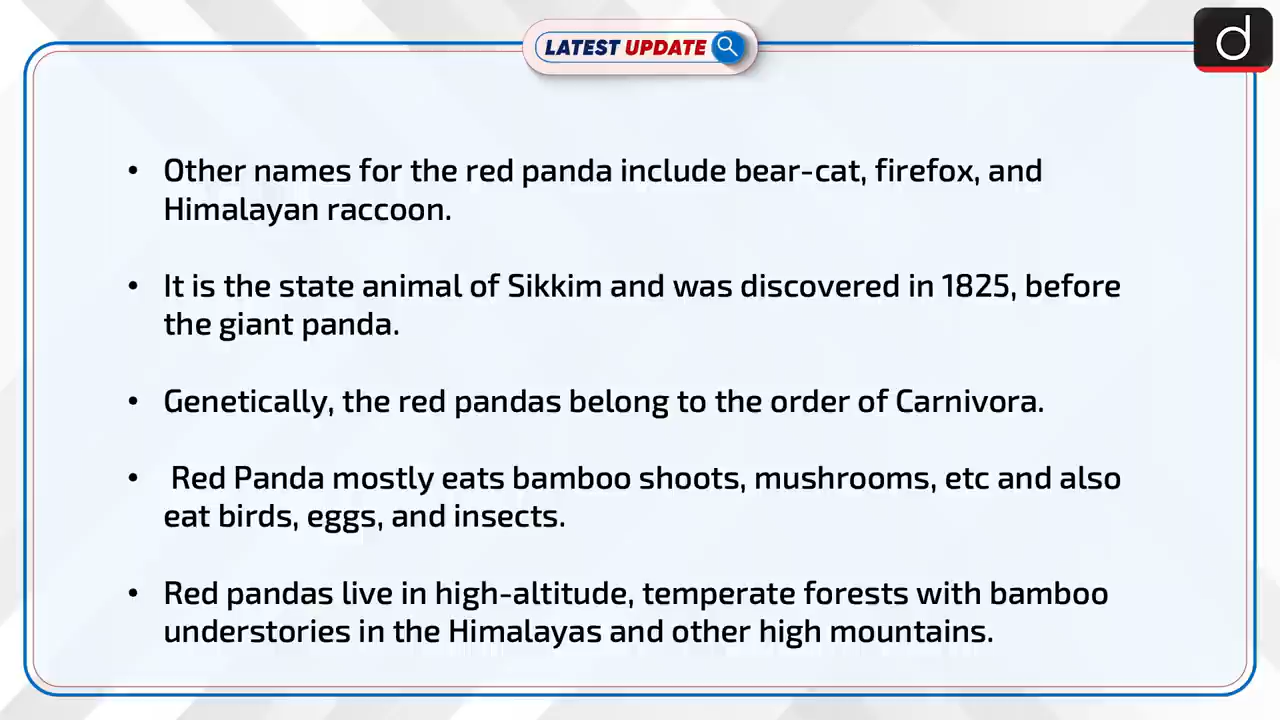 LATEST UPDATE
d
• Other names for the red panda include bear-cat, firefox, and
Himalayan raccoon.
• It is the state animal of Sikkim and was discovered in 1825, before
the giant panda.
• Genetically, the red pandas belong to the order of Carnivora.
• Red Panda mostly eats bamboo shoots, mushrooms, etc and also
eat birds, eggs, and insects.
• Red pandas live in high-altitude, temperate forests with bamboo
understories in the Himalayas and other high mountains.